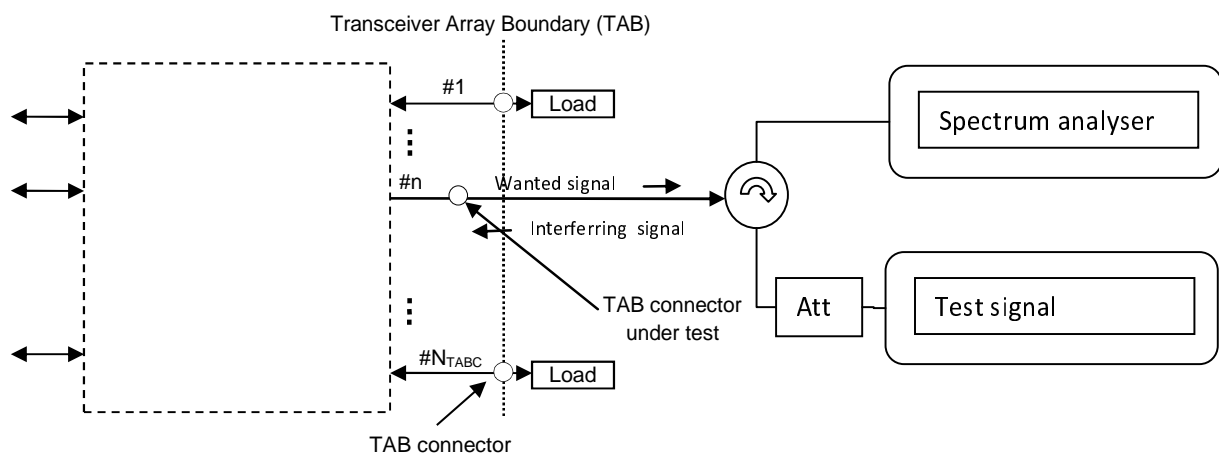 Transceiver Array Boundary (TAB)
#1
Load
Spectrum analyser
#n
Wanted signal
Interferring signal
TAB connector
under test
Att
Test signal
#NTABC
Load
TAB connector